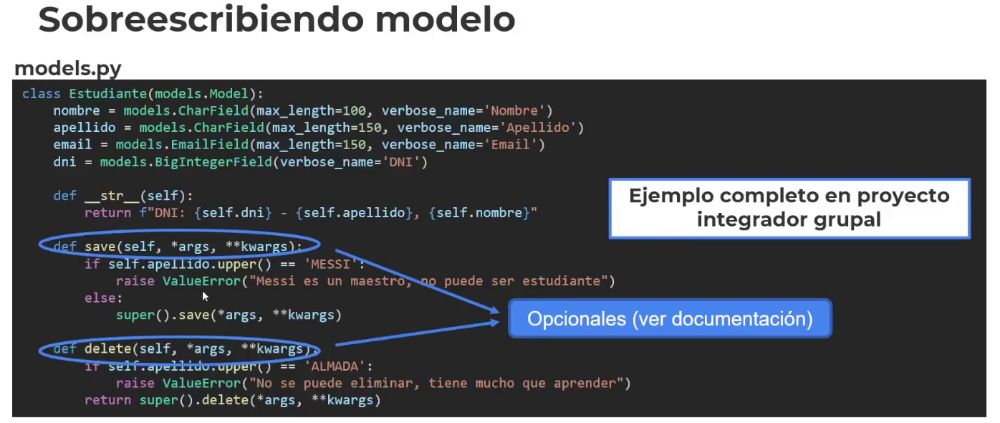 Sobreescribiendo modelo
models.py
class Estudiante(models.Model):
    nombre = models.CharField(max_length=100, verbose_name='Nombre')
    apellido = models.CharField(max_length=150, verbose_name='Apellido')
    email = models.EmailField(max_length=150, verbose_name='Email')
    dni = models.BigIntegerField(verbose_name='DNI')
    def __str__(self):
        return f"DNI: {self.dni} - {self.apellido}, {self.nombre}"
Ejemplo completo en proyecto
integrador grupal
    def save(self, *args, **kwargs):
        if self.apellido.upper() == 'MESSI':
            raise ValueError("Messi es un maestro, no puede ser estudiante")
        else:
            super().save(*args, **kwargs)
Opcionales (ver documentación)
    def delete(self, *args, **kwargs):
        if self.apellido.upper() == 'ALMADA':
            raise ValueError("No se puede eliminar, tiene mucho que aprender")
        return super().delete(*args, **kwargs)